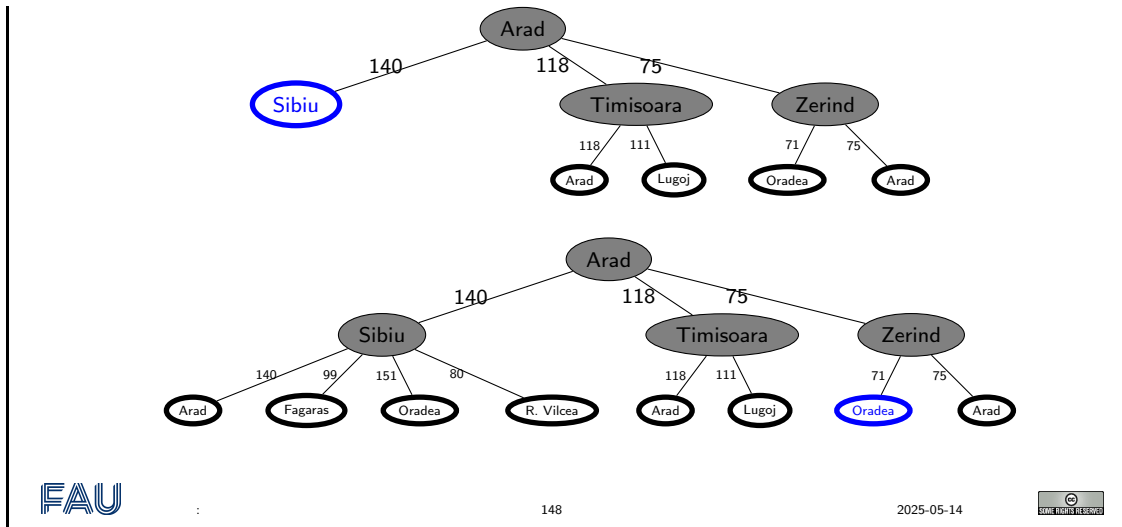 Arad
140 118 75
Sibiu Timisoara Zerind
118 111 71 75
Arad Lugoj Oradea Arad
Arad
140 118 75
Sibiu Timisoara Zerind
140 99 151 80 118 111 71 75
Arad Fagaras Oradea R. Vilcea Arad Lugoj Oradea Arad
FAU : 148 2025-05-14
cc
SOME RIGHTS RESERVED